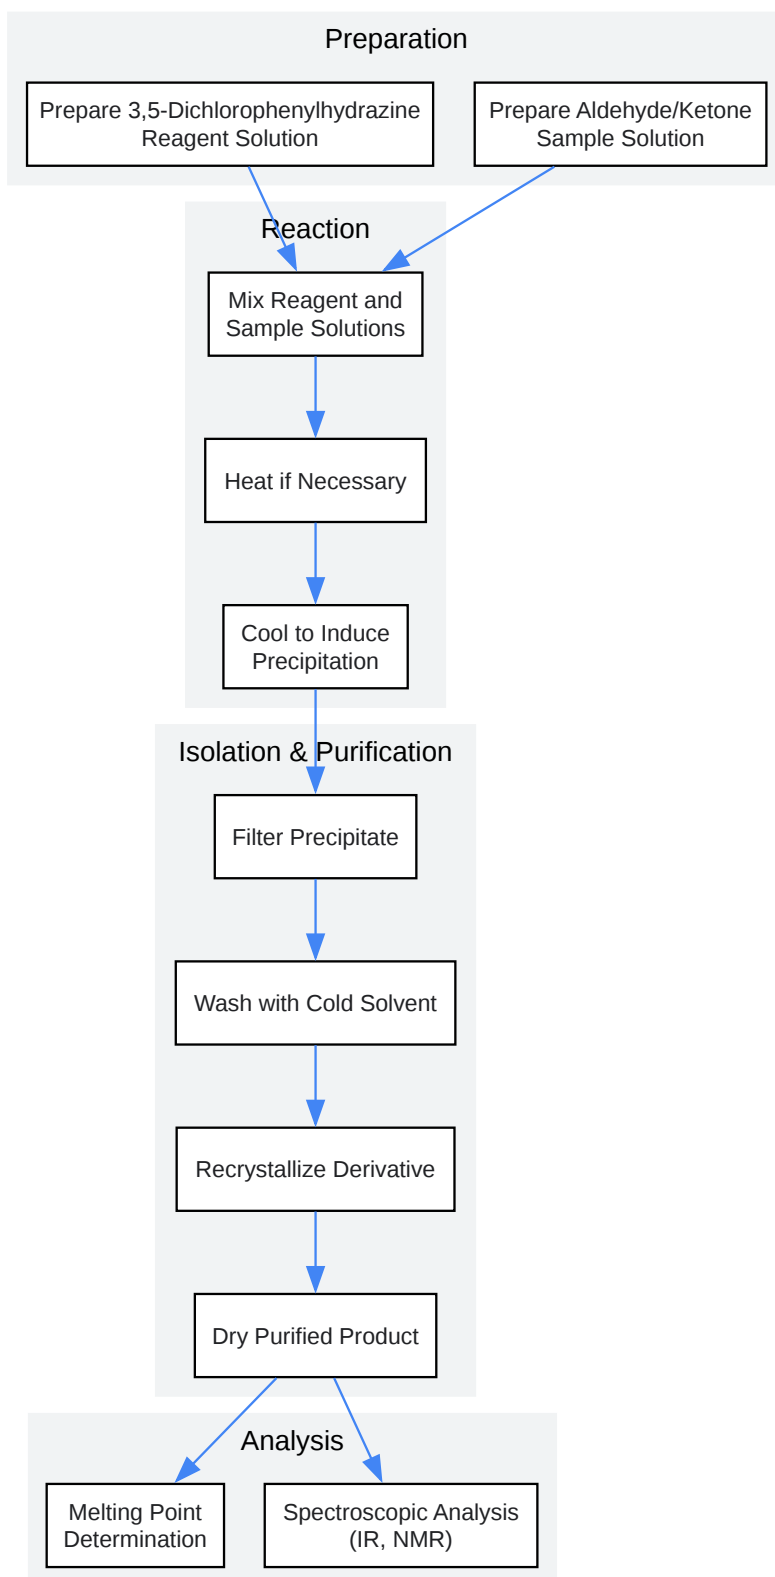 Preparation
Prepare 3,5-Dichlorophenylhydrazine
Reagent Solution
Prepare Aldehyde/Ketone
Sample Solution
Reaction
Mix Reagent and
Sample Solutions
Heat if Necessary
Cool to Induce
Precipitation
Isolation & Purification
Filter Precipitate
Wash with Cold Solvent
Recrystallize Derivative
Dry Purified Product
Analysis
Melting Point
Determination
Spectroscopic Analysis
(IR, NMR)